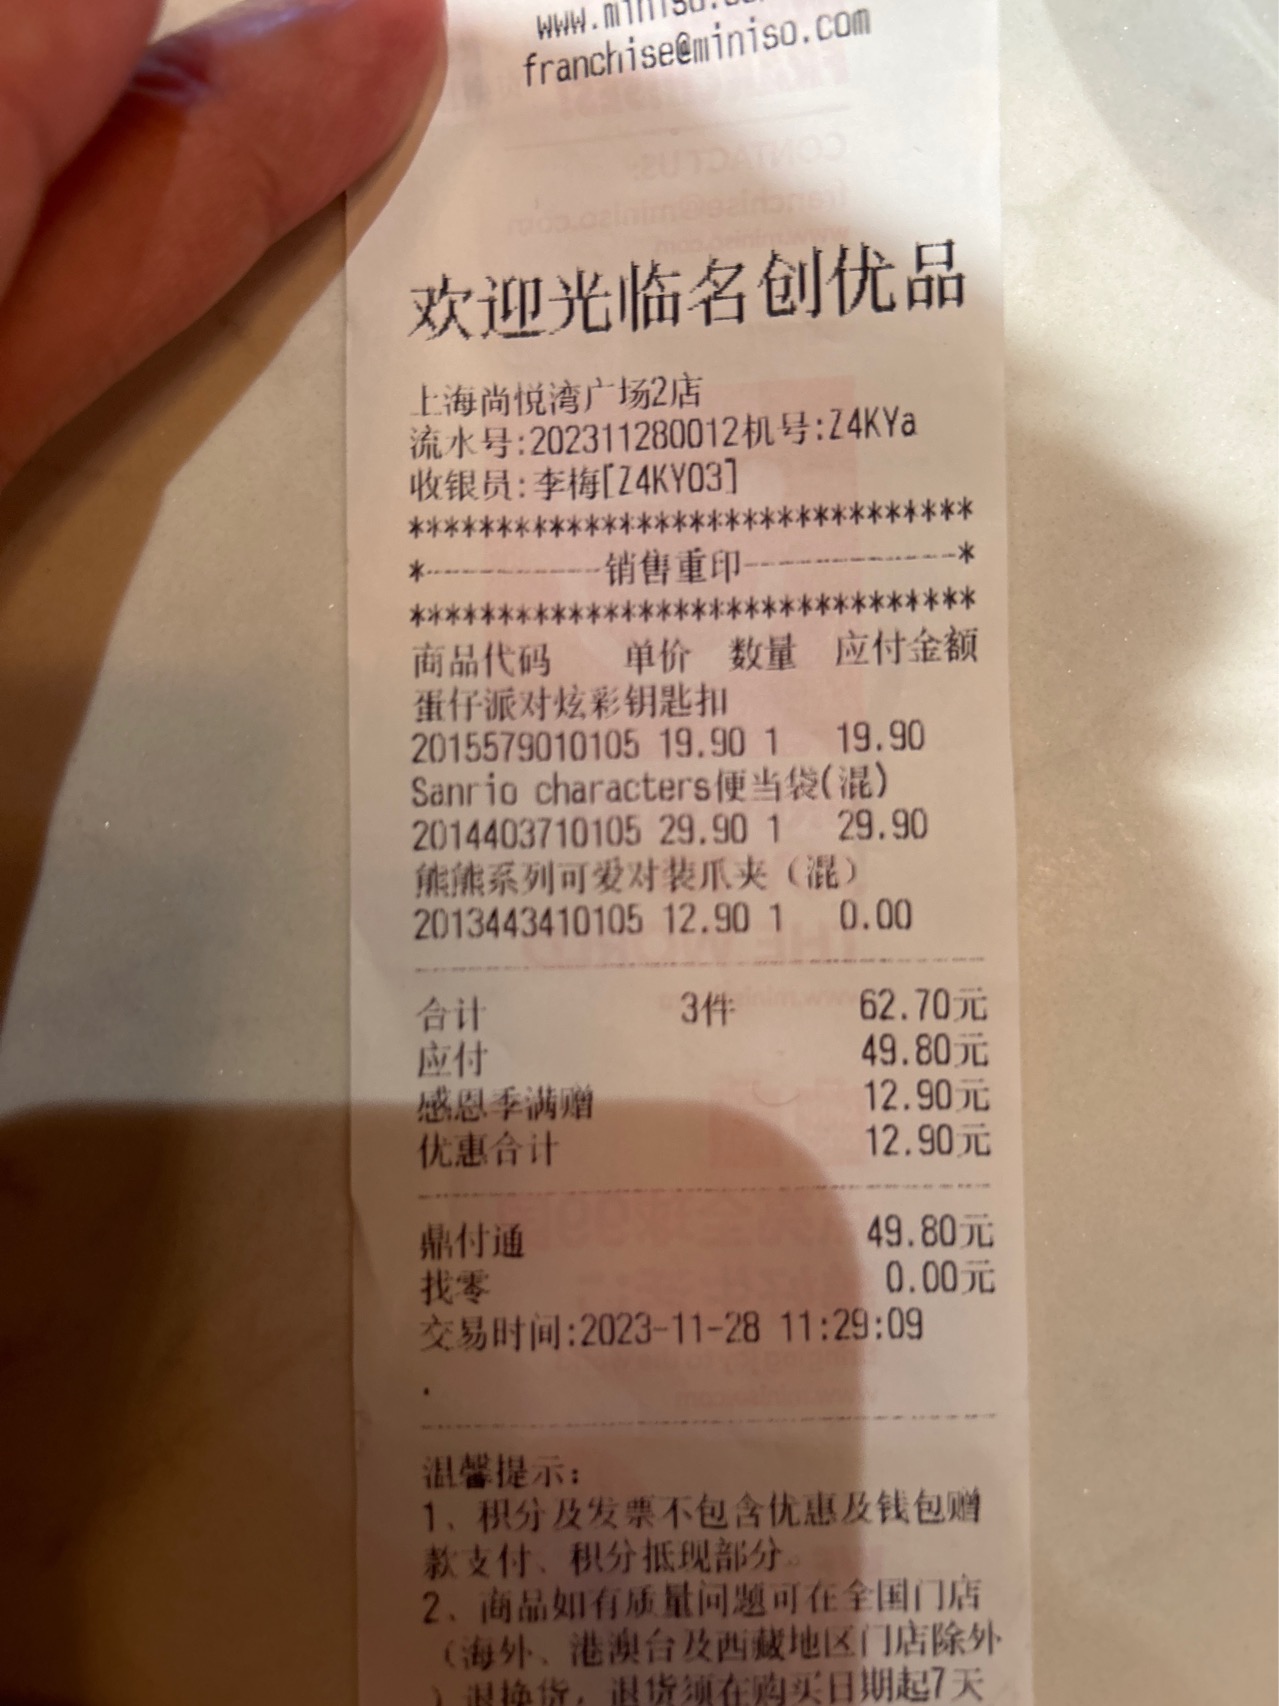 franchise@miniso.com
欢迎光临名创优品
上海尚悦湾广场2店
流水号:202311280012机号:Z4KYa
收银员:李梅[Z4KY03]
********************************
*------------销售重印---------------*
********************************
商品代码 单价 数量 应付金额
蛋仔派对炫彩钥匙扣
2015579010105 19.90 1 19.90
Sanrio characters便当袋(混)
2014403710105 29.90 1 29.90
熊熊系列可爱对装爪夹（混）
2013443410105 12.90 1 0.00
合计 3件 62.70元
应付 49.80元
感恩季满赠 12.90元
优惠合计 12.90元
鼎付通 49.80元
找零 0.00元
交易时间:2023-11-28 11:29:09
.
温馨提示:
1、积分及发票不包含优惠及钱包赠
款支付、积分抵现部分。
2、商品如有质量问题可在全国门店
（海外、港澳台及西藏地区门店除外
）退换货，退货须在购买日期起7天